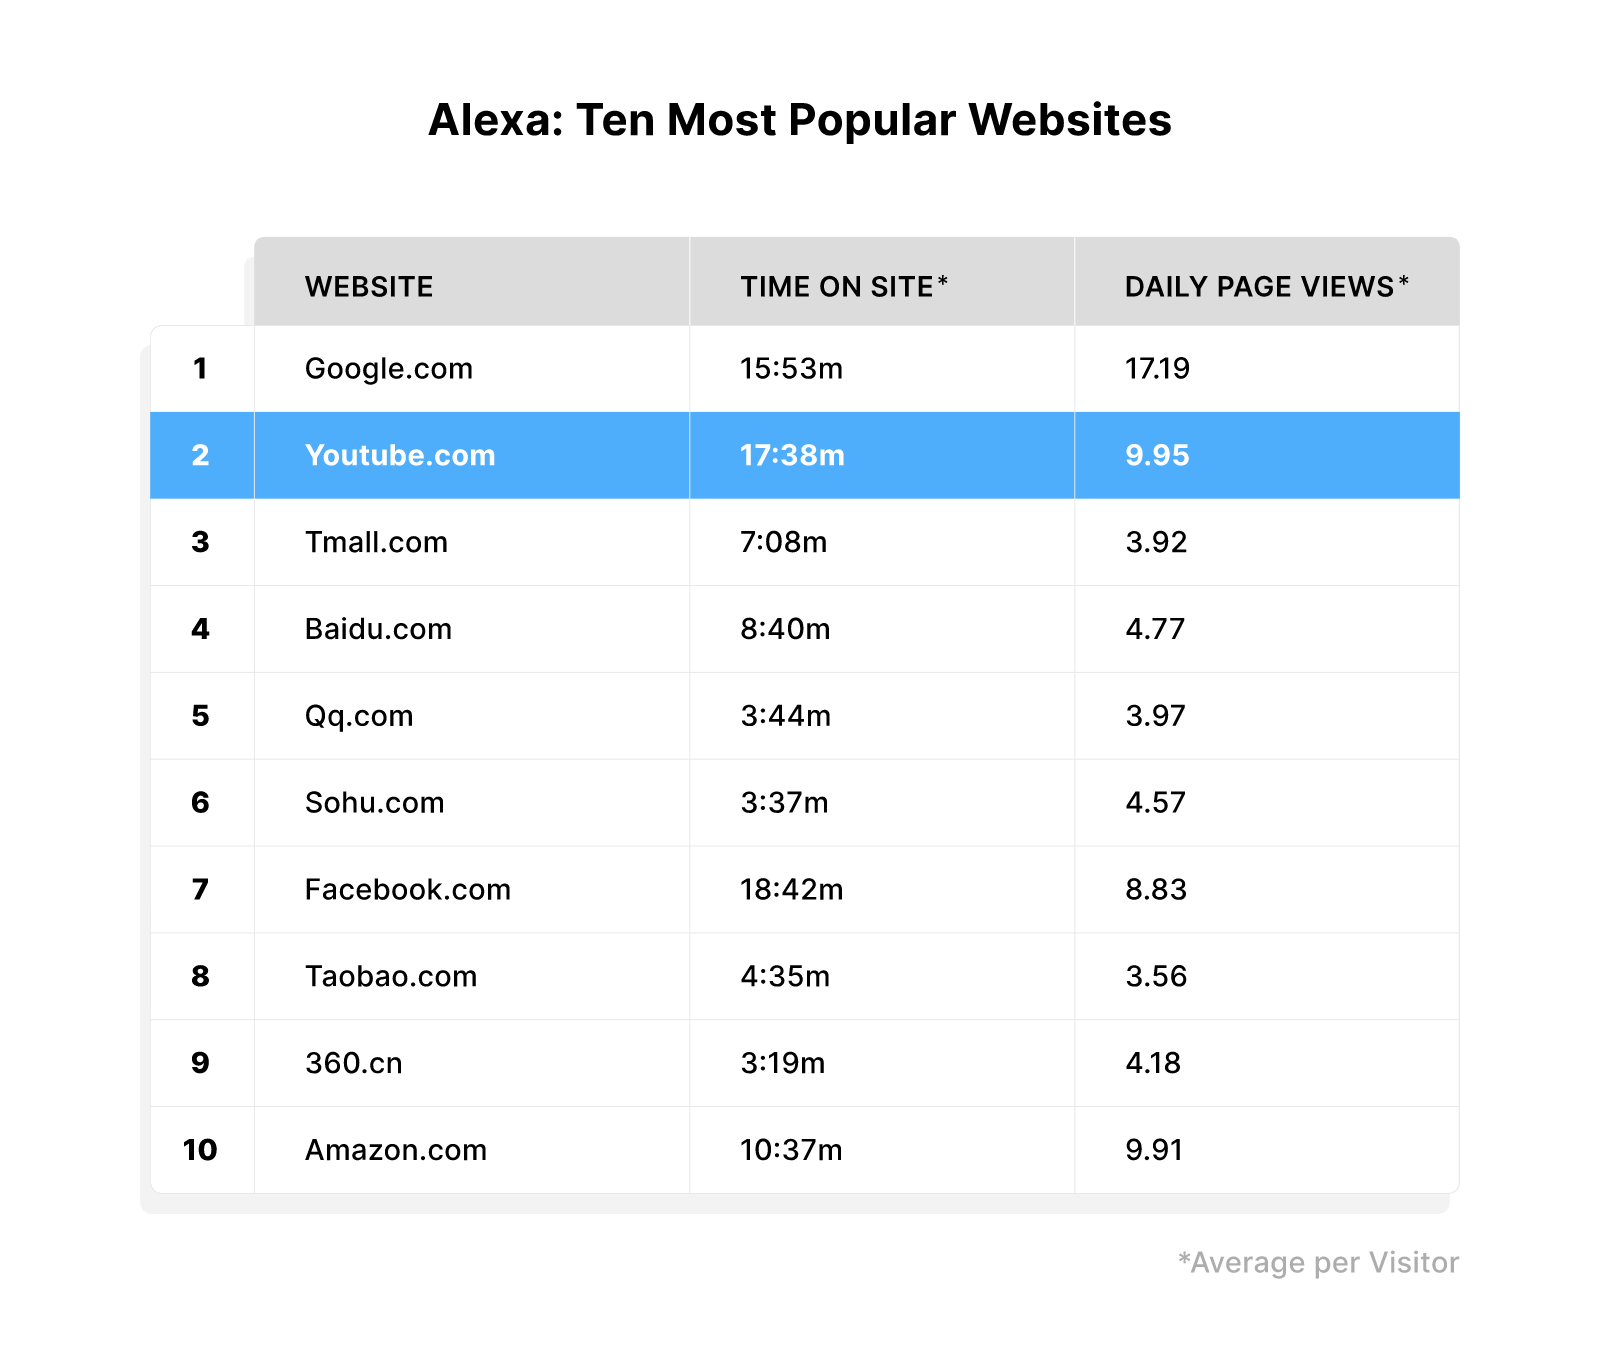 Alexa: Ten Most Popular Websites
WEBSITE TIME ON SITE* DAILY PAGE VIEWS*
1 Google.com 15:53m 17.19
2 Youtube.com 17:38m 9.95
3 Tmall.com 7:08m 3.92
4 Baidu.com 8:40m 4.77
5 Qq.com 3:44m 3.97
6 Sohu.com 3:37m 4.57
7 Facebook.com 18:42m 8.83
8 Taobao.com 4:35m 3.56
9 360.cn 3:19m 4.18
10 Amazon.com 10:37m 9.91
*Average per Visitor